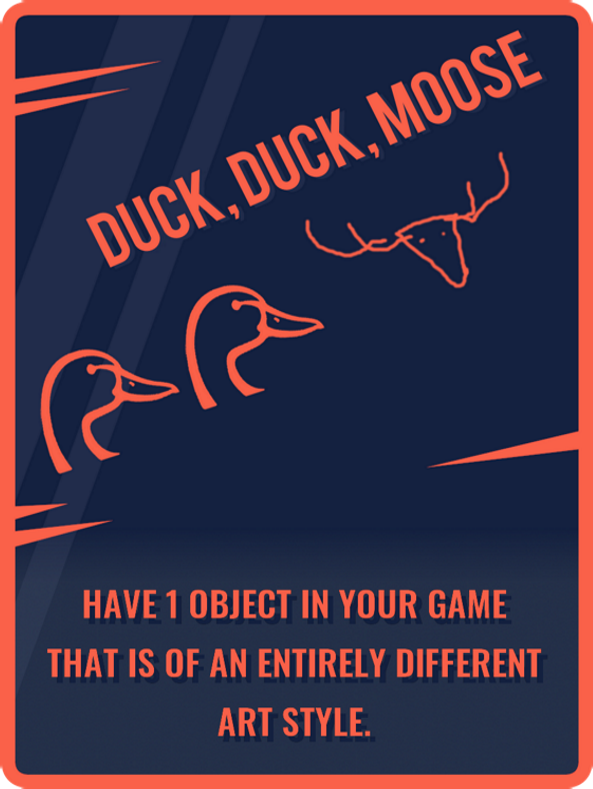 DUCK, DUCK, MOOSE
HAVE 1 OBJECT IN YOUR GAME
THAT IS OF AN ENTIRELY DIFFERENT
ART STYLE.